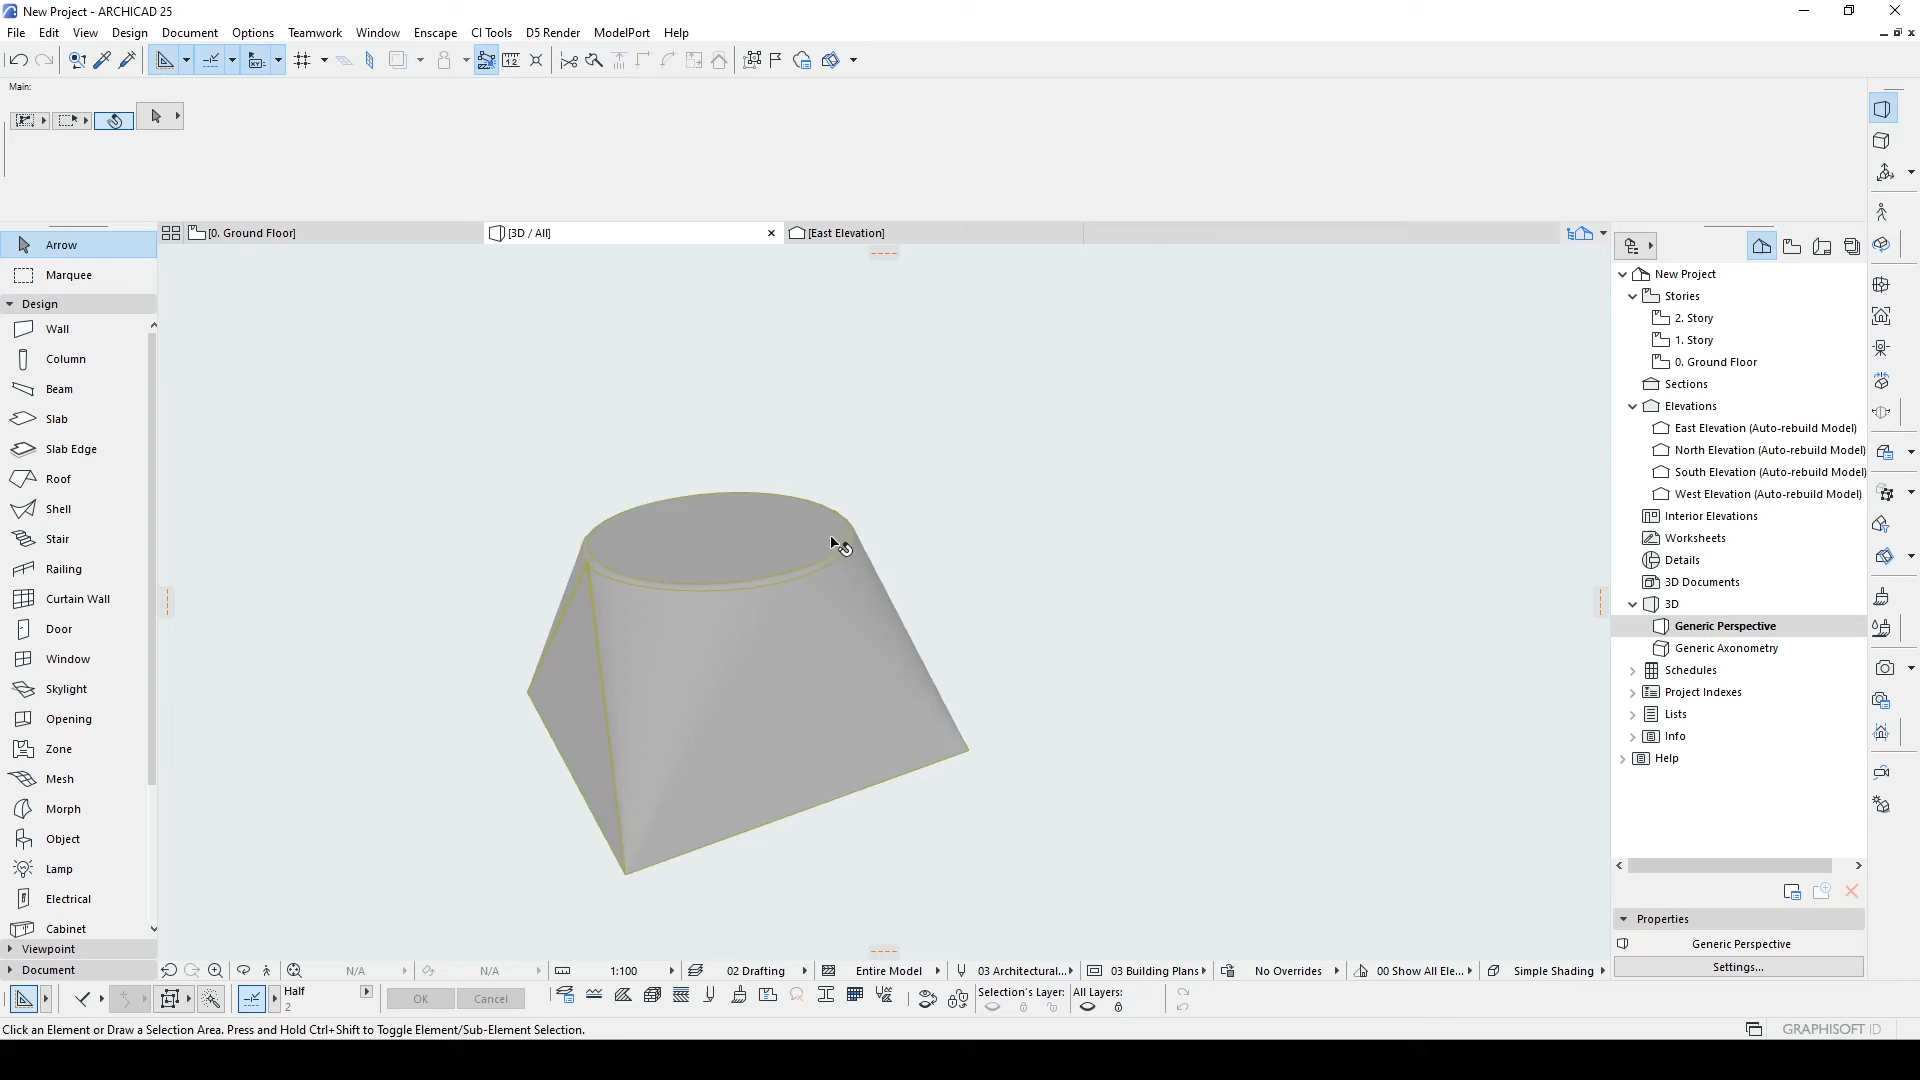 New Project - ARCHICAD 25
File Edit View Design Document Options Teamwork Window Enscape CI Tools D5 Render ModelPort Help
Main:
[0. Ground Floor]
[3D / All]
[East Elevation]
Arrow
Marquee
Design
Wall
Column
Beam
Slab
Slab Edge
Roof
Shell
Stair
Railing
Curtain Wall
Door
Window
Skylight
Opening
Zone
Mesh
Morph
Object
Lamp
Electrical
Cabinet
Viewpoint
Document
New Project
Stories
2. Story
1. Story
0. Ground Floor
Sections
Elevations
East Elevation (Auto-rebuild Model)
North Elevation (Auto-rebuild Model)
South Elevation (Auto-rebuild Model)
West Elevation (Auto-rebuild Model)
Interior Elevations
Worksheets
Details
3D Documents
3D
Generic Perspective
Generic Axonometry
Schedules
Project Indexes
Lists
Info
Help
Properties
Generic Perspective
Settings...
N/A N/A 1:100 02 Drafting Entire Model 03 Architectural... 03 Building Plans No Overrides 00 Show All Ele... Simple Shading
Half
2
OK Cancel
Selection's Layer: All Layers:
Click an Element or Draw a Selection Area. Press and Hold Ctrl+Shift to Toggle Element/Sub-Element Selection.
GRAPHISOFT ID